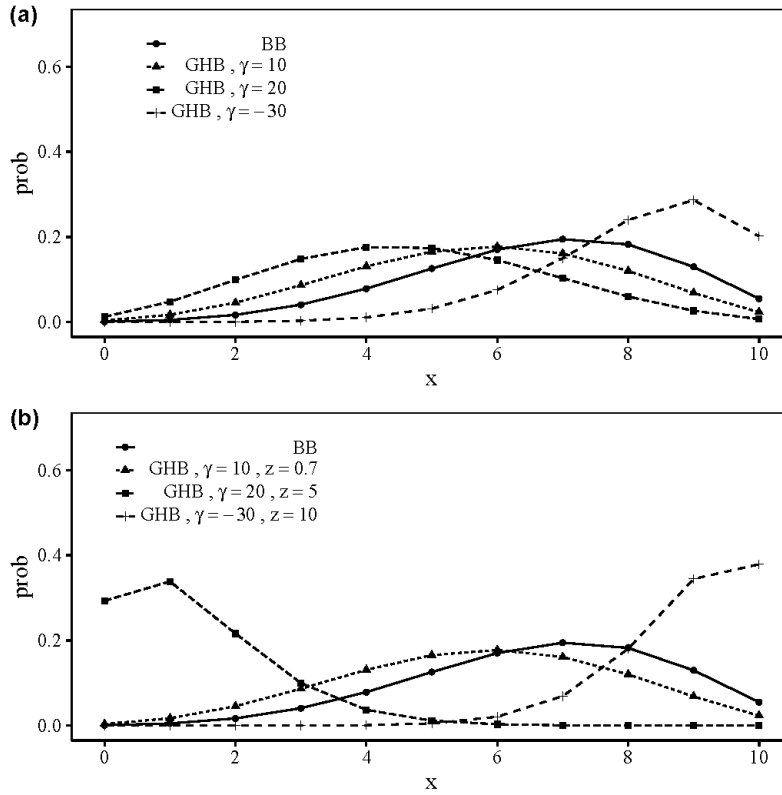 (a)
BB
GHB , γ = 10
GHB , γ = 20
GHB , γ = −30
prob
0.6
0.4
0.2
0.0
0 2 4 6 8 10
x
(b)
BB
GHB , γ = 10 , z = 0.7
GHB , γ = 20 , z = 5
GHB , γ = −30 , z = 10
prob
0.6
0.4
0.2
0.0
0 2 4 6 8 10
x